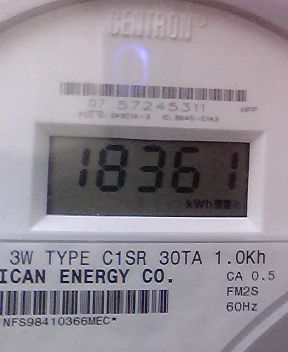 CENTRON
07 57245311
18361
kWh
3W TYPE C1SR 30TA 1.0Kh
ICAN ENERGY CO.
CA 0.5
FM2S
60Hz
NFS98410366MEC*